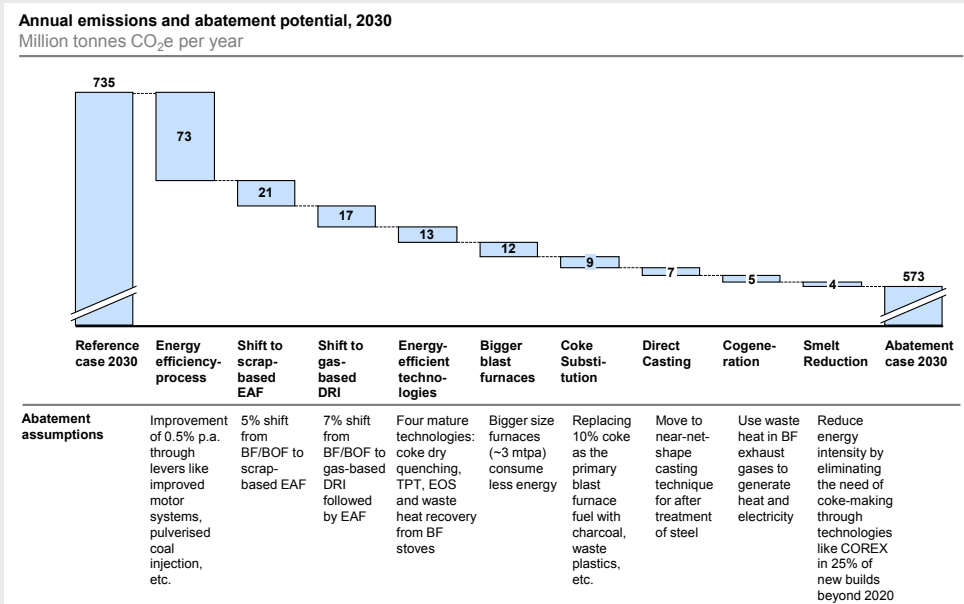 Annual emissions and abatement potential, 2030
Million tonnes CO2e per year
735
73
21
17
13
12
9
7
5
4
573
Reference
case 2030
Energy
efficiency-
process
Shift to
scrap-
based
EAF
Shift to
gas-
based
DRI
Energy-
efficient
techno-
logies
Bigger
blast
furnaces
Coke
Substi-
tution
Direct
Casting
Cogene-
ration
Smelt
Reduction
Abatement
case 2030
Abatement
assumptions
Improvement
of 0.5% p.a.
through
levers like
improved
motor
systems,
pulverised
coal
injection,
etc.
5% shift
from
BF/BOF to
scrap-
based EAF
7% shift
from
BF/BOF to
gas-based
DRI
followed
by EAF
Four mature
technologies:
coke dry
quenching,
TPT, EOS
and waste
heat recovery
from BF
stoves
Bigger size
furnaces
(~3 mtpa)
consume
less energy
Replacing
10% coke
as the
primary
blast
furnace
fuel with
charcoal,
waste
plastics,
etc.
Move to
near-net-
shape
casting
technique
for after
treatment
of steel
Use waste
heat in BF
exhaust
gases to
generate
heat and
electricity
Reduce
energy
intensity by
eliminating
the need of
coke-making
through
technologies
like COREX
in 25% of
new builds
beyond 2020